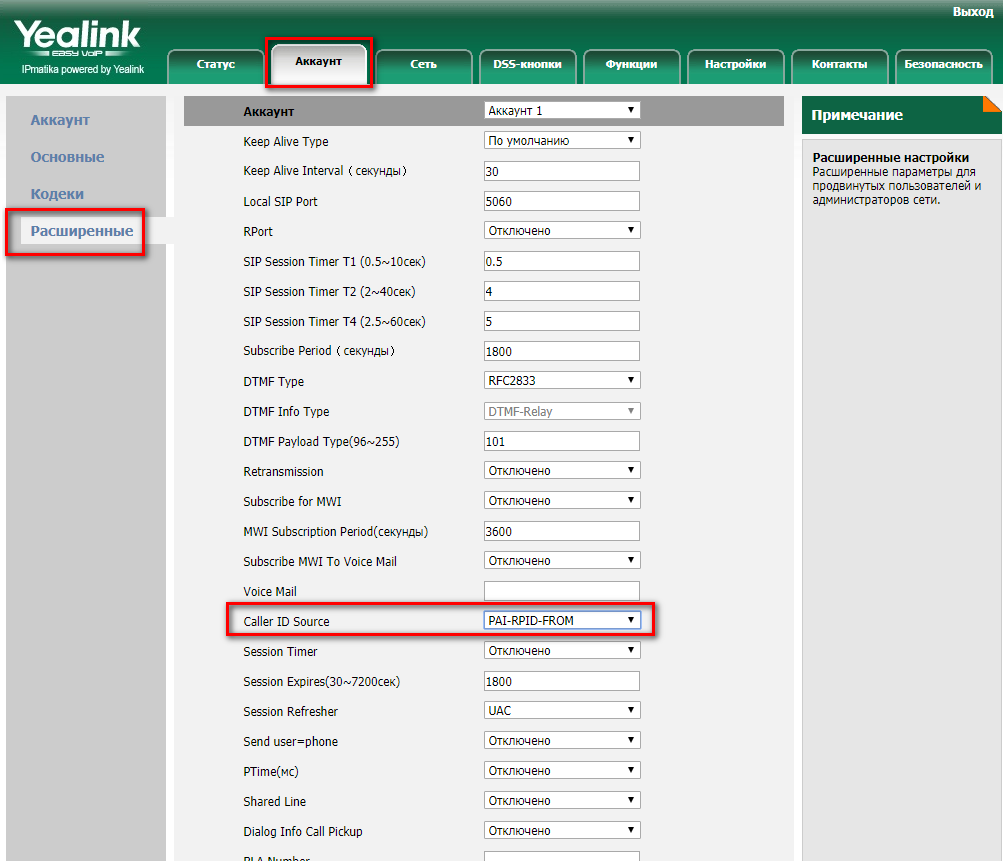 Выход
Yealink
EASY VoIP
IPmatika powered by Yealink
Статус
Аккаунт
Сеть
DSS-кнопки
Функции
Настройки
Контакты
Безопасность
Аккаунт
Основные
Кодеки
Расширенные
Аккаунт Аккаунт 1
Keep Alive Type По умолчанию
Keep Alive Interval (секунды) 30
Local SIP Port 5060
RPort Отключено
SIP Session Timer T1 (0.5~10сек) 0.5
SIP Session Timer T2 (2~40сек) 4
SIP Session Timer T4 (2.5~60сек) 5
Subscribe Period (секунды) 1800
DTMF Type RFC2833
DTMF Info Type DTMF-Relay
DTMF Payload Type(96~255) 101
Retransmission Отключено
Subscribe for MWI Отключено
MWI Subscription Period(секунды) 3600
Subscribe MWI To Voice Mail Отключено
Voice Mail
Caller ID Source PAI-RPID-FROM
Session Timer Отключено
Session Expires(30~7200сек) 1800
Session Refresher UAC
Send user=phone Отключено
PTime(мс) Отключено
Shared Line Отключено
Dialog Info Call Pickup Отключено
BLA Number
Примечание
Расширенные настройки
Расширенные параметры для
продвинутых пользователей и
администраторов сети.